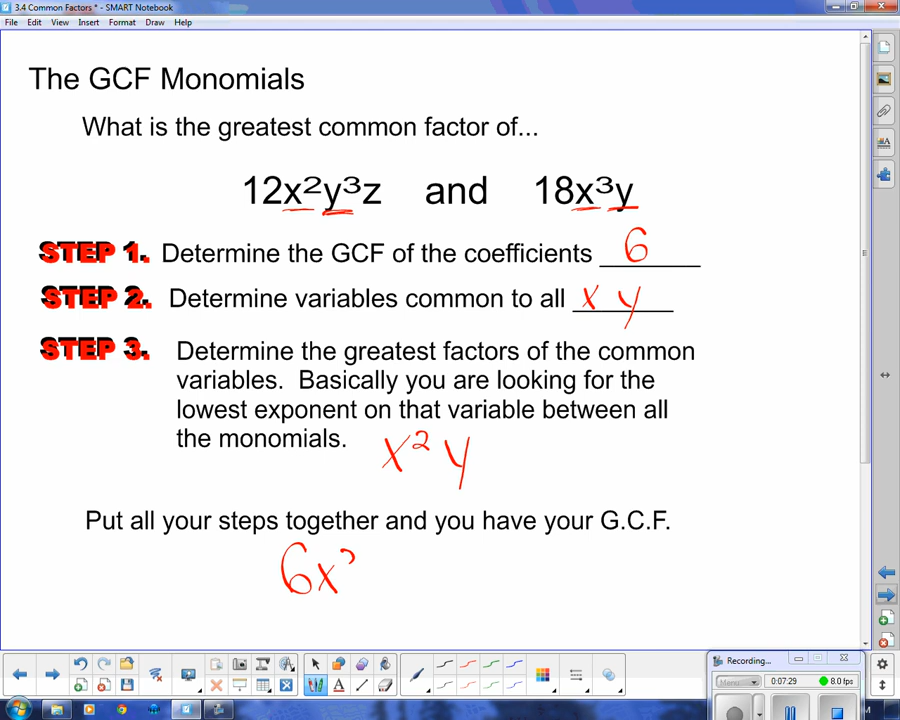 3.4 Common Factors * - SMART Notebook
File Edit View Insert Format Draw Help
The GCF Monomials
What is the greatest common factor of...
12x²y³z and 18x³y
STEP 1. Determine the GCF of the coefficients 6
STEP 2. Determine variables common to all x y
STEP 3. Determine the greatest factors of the common
variables. Basically you are looking for the
lowest exponent on that variable between all
the monomials. x² y
Put all your steps together and you have your G.C.F.
6x
Recording...
Menu 0:07:29 8.0 fps